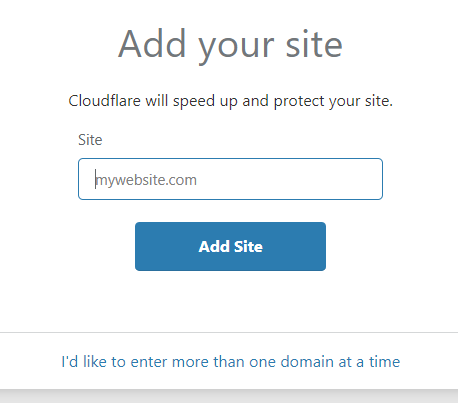 Add your site
Cloudflare will speed up and protect your site.
Site
mywebsite.com
Add Site
I'd like to enter more than one domain at a time